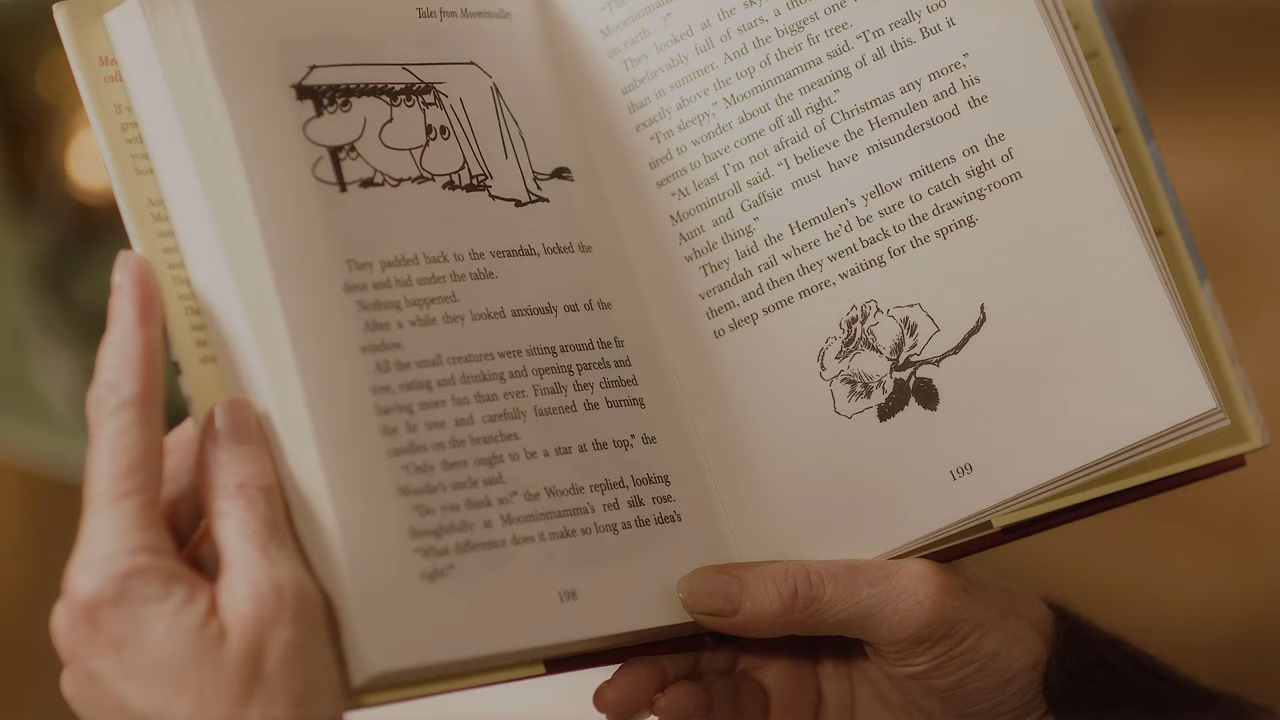 Tales from Moominvalley
They padded back to the verandah, locked the
door and hid under the table.
Nothing happened.
After a while they looked anxiously out of the
window.
All the small creatures were sitting around the fir
tree, eating and drinking and opening parcels and
having more fun than ever. Finally they climbed
the fir tree and carefully fastened the burning
candles on the branches.
“Only there ought to be a star at the top,” the
Woodie's uncle said.
“Do you think so?” the Woodie replied, looking
thoughtfully at Moominmamma's red silk rose.
“What difference does it make so long as the idea's
right?”
198
“The
Moominmam
on earth. ..?”
They looked at the sky
unbelievably full of stars, a thou
than in summer. And the biggest one
exactly above the top of their fir tree.
“I'm sleepy,” Moominmamma said. “I'm really too
tired to wonder about the meaning of all this. But it
seems to have come off all right.”
“At least I'm not afraid of Christmas any more,”
Moomintroll said. “I believe the Hemulen and his
Aunt and Gaffsie must have misunderstood the
whole thing.”
They laid the Hemulen's yellow mittens on the
verandah rail where he'd be sure to catch sight of
them, and then they went back to the drawing-room
to sleep some more, waiting for the spring.
199